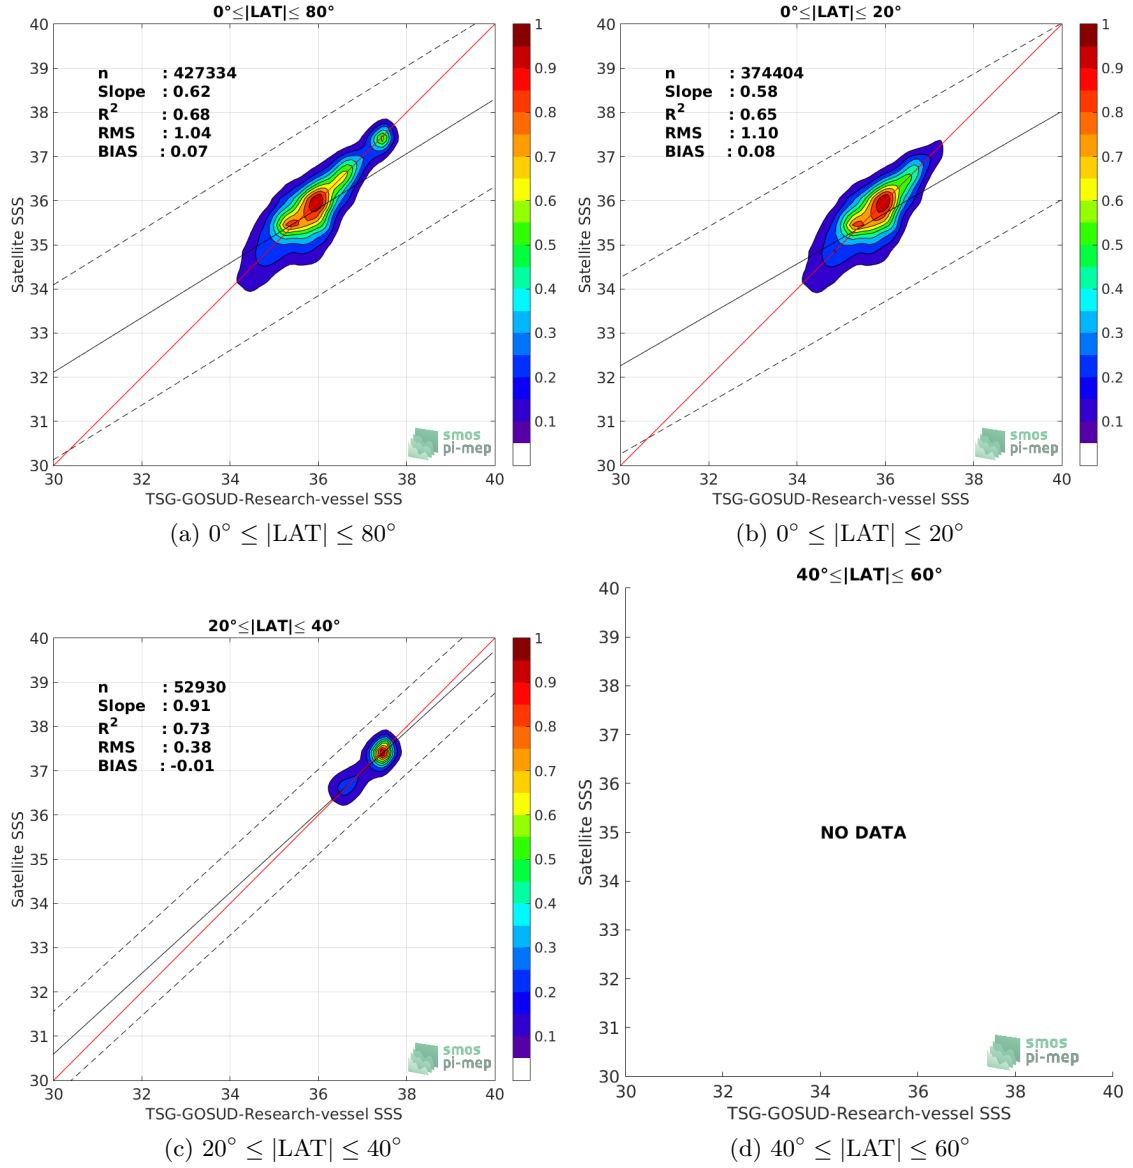 0°≤|LAT|≤ 80°
n : 427334
Slope : 0.62
R2 : 0.68
RMS : 1.04
BIAS : 0.07
Satellite SSS
40
39
38
37
36
35
34
33
32
31
30
30 32 34 36 38 40
TSG-GOSUD-Research-vessel SSS
1
0.9
0.8
0.7
0.6
0.5
0.4
0.3
0.2
0.1
smos
pi-mep
(a) 0° ≤ |LAT| ≤ 80°
0°≤|LAT|≤ 20°
n : 374404
Slope : 0.58
R2 : 0.65
RMS : 1.10
BIAS : 0.08
Satellite SSS
40
39
38
37
36
35
34
33
32
31
30
30 32 34 36 38 40
TSG-GOSUD-Research-vessel SSS
1
0.9
0.8
0.7
0.6
0.5
0.4
0.3
0.2
0.1
smos
pi-mep
(b) 0° ≤ |LAT| ≤ 20°
20°≤|LAT|≤ 40°
n : 52930
Slope : 0.91
R2 : 0.73
RMS : 0.38
BIAS : -0.01
Satellite SSS
40
39
38
37
36
35
34
33
32
31
30
30 32 34 36 38 40
TSG-GOSUD-Research-vessel SSS
1
0.9
0.8
0.7
0.6
0.5
0.4
0.3
0.2
0.1
smos
pi-mep
(c) 20° ≤ |LAT| ≤ 40°
40°≤|LAT|≤ 60°
NO DATA
Satellite SSS
40
39
38
37
36
35
34
33
32
31
30
30 32 34 36 38 40
TSG-GOSUD-Research-vessel SSS
smos
pi-mep
(d) 40° ≤ |LAT| ≤ 60°